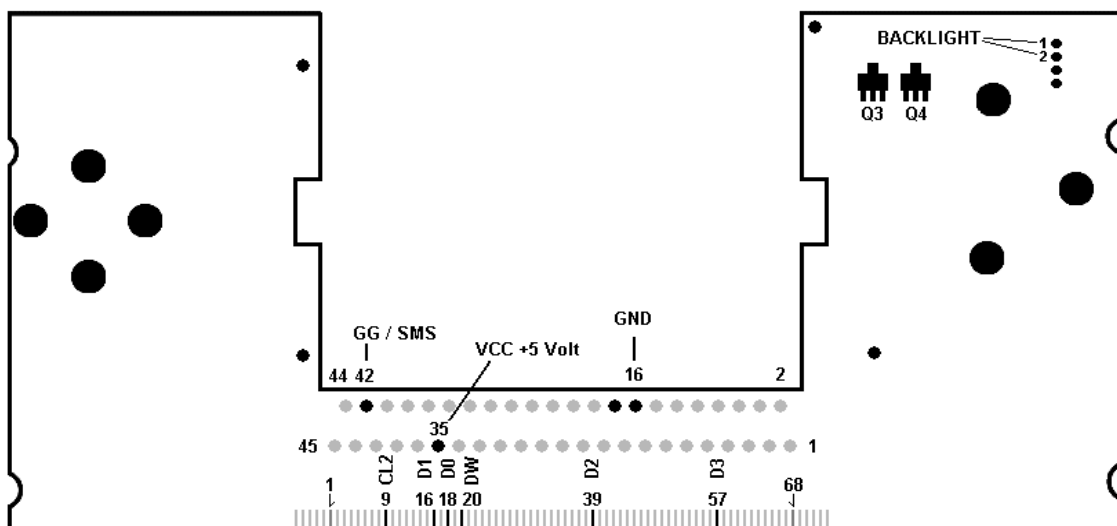 BACKLIGHT
1
2
Q3 Q4
GG / SMS
GND
VCC +5 Volt
44 42 16 2
35
45 1
CL2 D1 D0 DW D2 D3
1 68
9 16 18 20 39 57